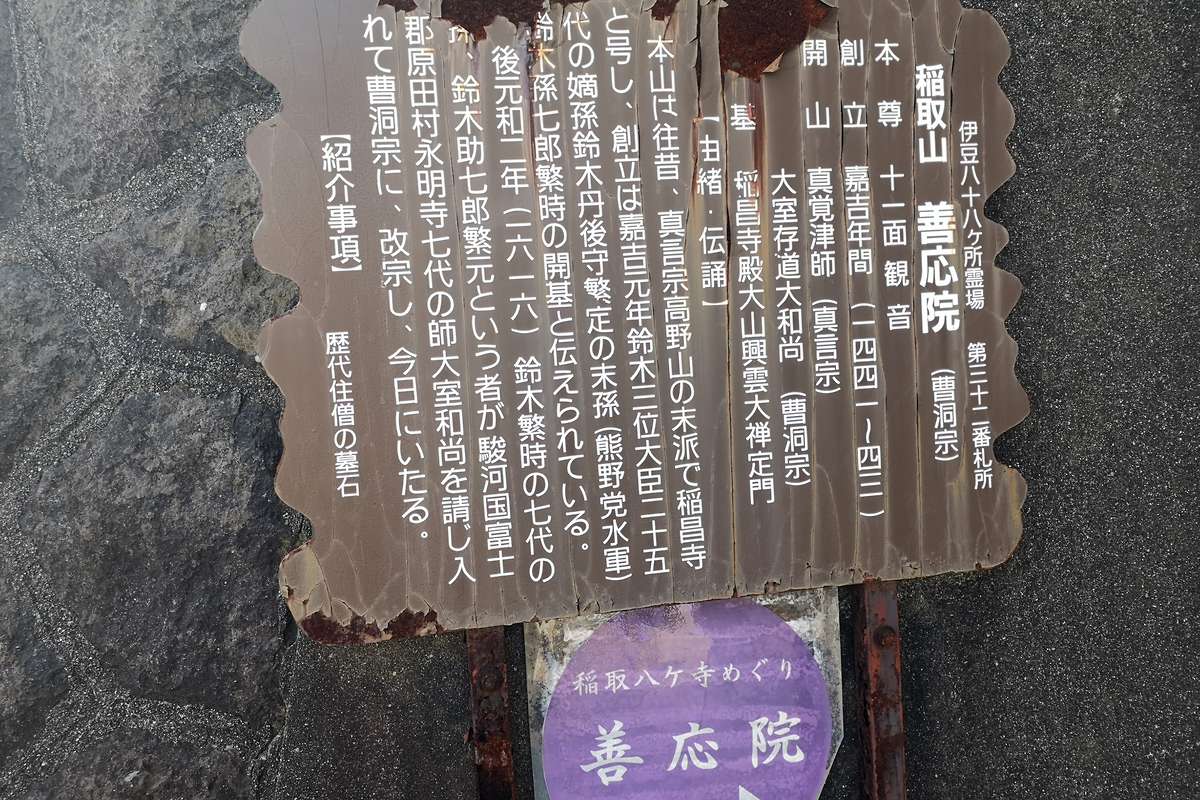 伊豆八十八ケ所霊場 第三十二番札所
稲取山 善応院 (曹洞宗)
本尊 十一面観音
創立 嘉吉年間 (一四四一~四三)
開山 真覚津師 (真言宗)
大室存道大和尚 (曹洞宗)
基 稲昌寺殿大山興雲大禅定門
(由緒・伝誦)
本山は往昔、真言宗高野山の末派で稲昌寺
と号し、創立は嘉吉元年鈴木三位大臣二十五
代の嫡孫鈴木丹後守繁定の末孫(熊野党水軍)
鈴木孫七郎繁時の開基と伝えられている。
後元和二年(一六一六)鈴木繁時の七代の
孫 鈴木助七郎繁元という者が駿河国富士
郡原田村永明寺七代の師大室和尚を請じ入
れて曹洞宗に、改宗し、今日にいたる。
【紹介事項】 歴代住僧の墓石
稲取八ケ寺めぐり
善応院